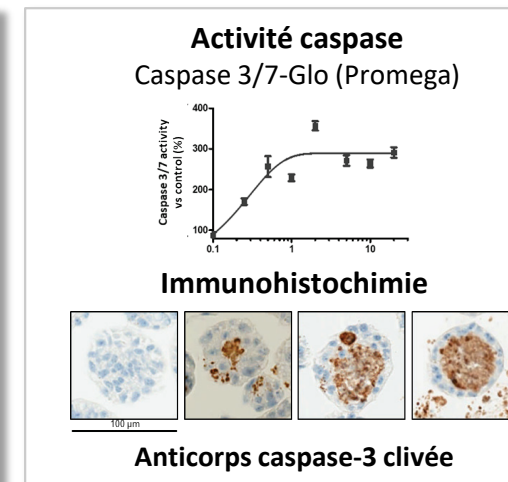 Activité caspase
Caspase 3/7-Glo (Promega)
Caspase 3/7 activity
vs control (%)
400
300
200
100
0.1
1
10
Immunohistochimie
100 µm
Anticorps caspase-3 clivée